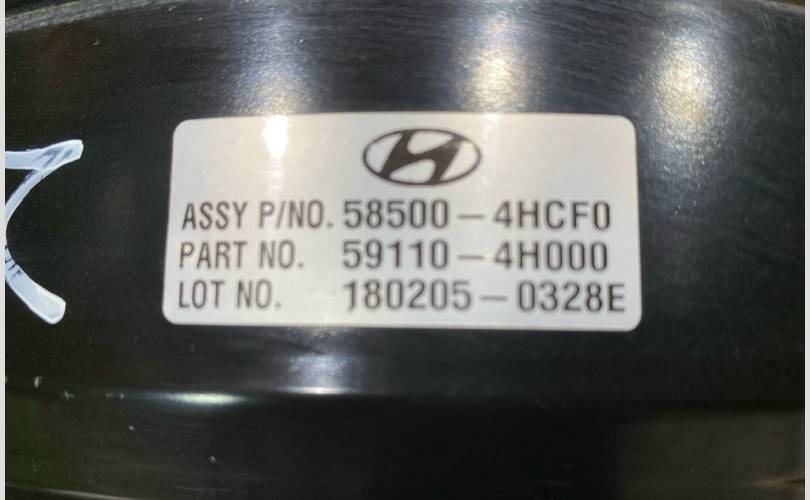 ASSY P/NO. 58500-4HCF0
PART NO. 59110-4H000
LOT NO. 180205-0328E